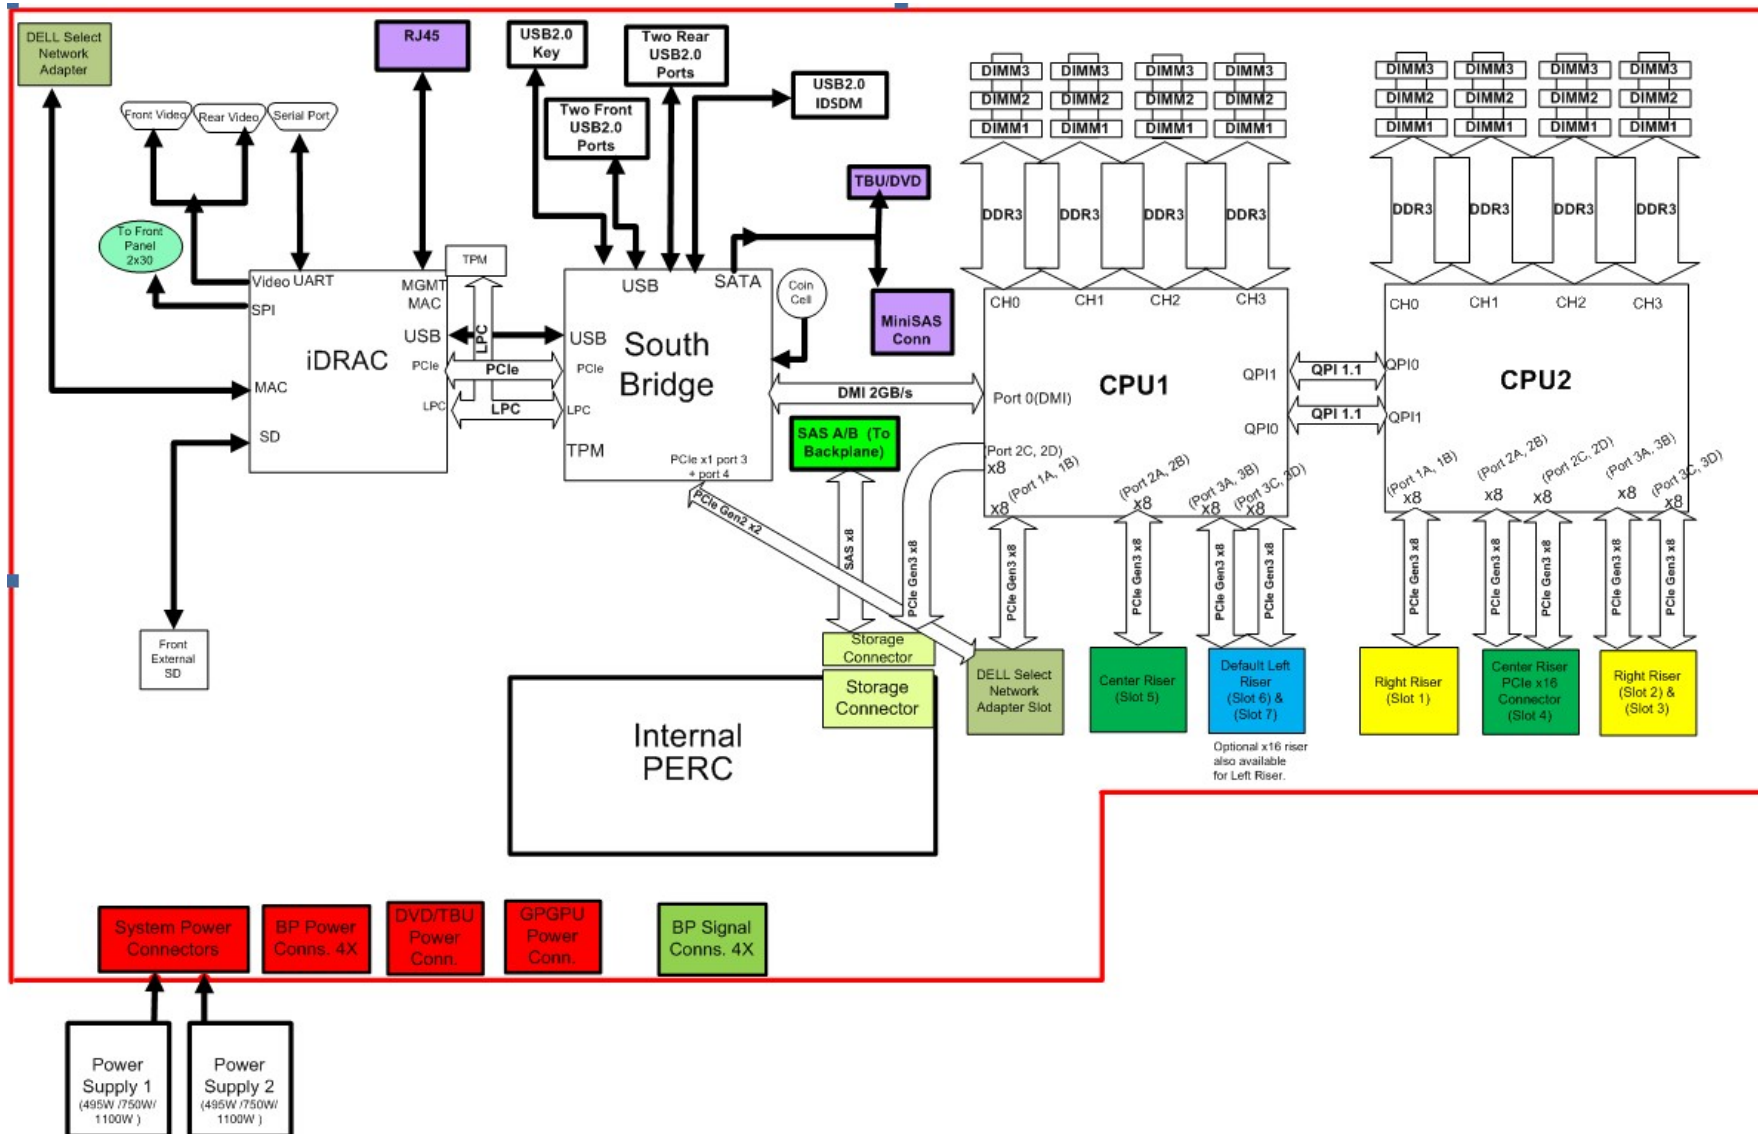 DELL Select
Network
Adapter
RJ45
USB2.0
Key
Two Rear
USB2.0
Ports
USB2.0
IDSDM
Two Front
USB2.0
Ports
Front Video
Rear Video
Serial Port
TBU/DVD
To Front
Panel
2x30
TPM
Video
UART
MGMT
MAC
SPI
USB
iDRAC
PCIe
MAC
LPC
SD
LPC
PCIe
LPC
USB
SATA
Coin
Cell
USB
South
Bridge
PCIe
LPC
TPM
PCIe x1 port 3
+ port 4
MiniSAS
Conn
DMI 2GB/s
SAS A/B (To
Backplane)
SAS x8
PCIe Gen2 x2
PCIe Gen3 x8
DIMM3
DIMM3
DIMM3
DIMM3
DIMM2
DIMM2
DIMM2
DIMM2
DIMM1
DIMM1
DIMM1
DIMM1
DDR3
DDR3
DDR3
DDR3
CH0
CH1
CH2
CH3
QPI1
CPU1
Port 0(DMI)
QPI0
(Port 2C, 2D)
x8
(Port 1A, 1B)
x8
(Port 2A, 2B)
x8
(Port 3A, 3B)
x8
(Port 3C, 3D)
x8
QPI 1.1
QPI 1.1
DIMM3
DIMM3
DIMM3
DIMM3
DIMM2
DIMM2
DIMM2
DIMM2
DIMM1
DIMM1
DIMM1
DIMM1
DDR3
DDR3
DDR3
DDR3
CH0
CH1
CH2
CH3
QPI0
CPU2
QPI1
(Port 1A, 1B)
x8
(Port 2A, 2B)
x8
(Port 2C, 2D)
x8
(Port 3A, 3B)
x8
(Port 3C, 3D)
x8
PCIe Gen3 x8
PCIe Gen3 x8
PCIe Gen3 x8
PCIe Gen3 x8
PCIe Gen3 x8
PCIe Gen3 x8
PCIe Gen3 x8
PCIe Gen3 x8
PCIe Gen3 x8
Front
External
SD
Storage
Connector
Storage
Connector
Internal
PERC
DELL Select
Network
Adapter Slot
Center Riser
(Slot 5)
Default Left
Riser
(Slot 6) &
(Slot 7)
Optional x16 riser
also available
for Left Riser.
Right Riser
(Slot 1)
Center Riser
PCIe x16
Connector
(Slot 4)
Right Riser
(Slot 2) &
(Slot 3)
System Power
Connectors
BP Power
Conns. 4X
DVD/TBU
Power
Conn.
GPGPU
Power
Conn.
BP Signal
Conns. 4X
Power
Supply 1
(495W /750W/
1100W )
Power
Supply 2
(495W /750W/
1100W )